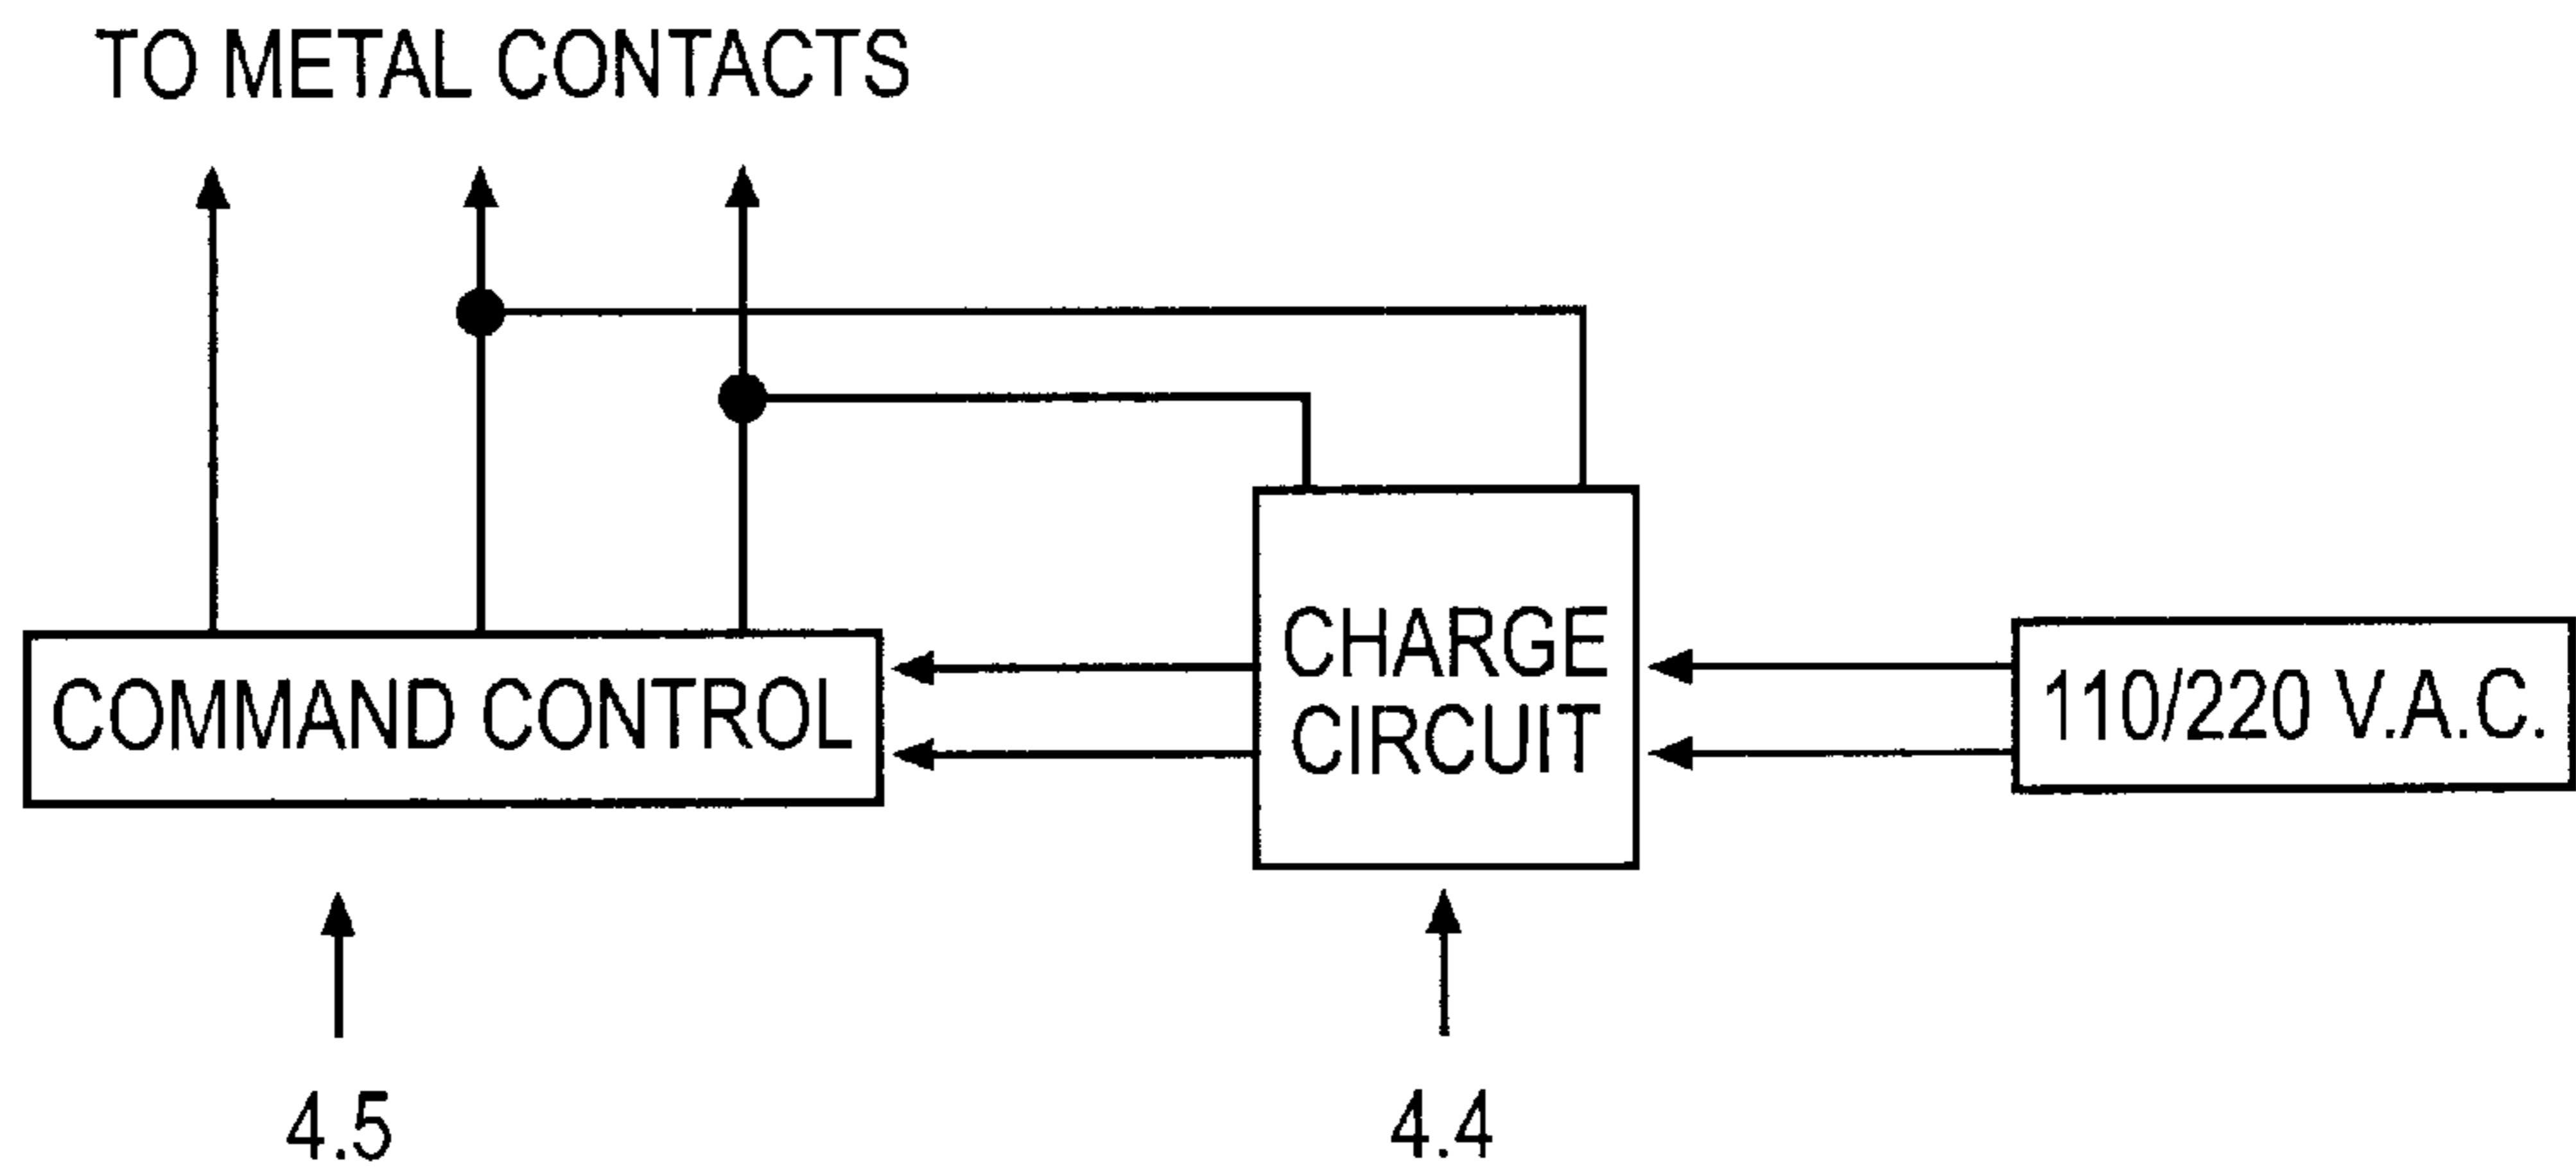 TO METAL CONTACTS
COMMAND CONTROL
CHARGE
CIRCUIT
110/220 V.A.C.
4.5
4.4